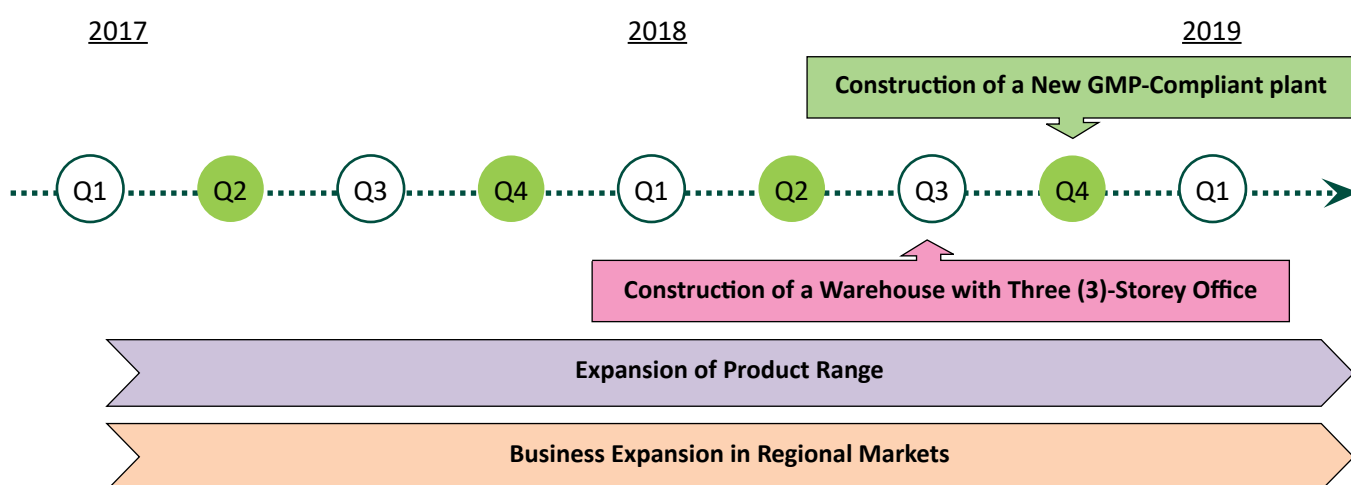 2017
2018
2019
Construction of a New GMP-Compliant plant
Q1
Q2
Q3
Q4
Q1
Q2
Q3
Q4
Q1
Construction of a Warehouse with Three (3)-Storey Office
Expansion of Product Range
Business Expansion in Regional Markets